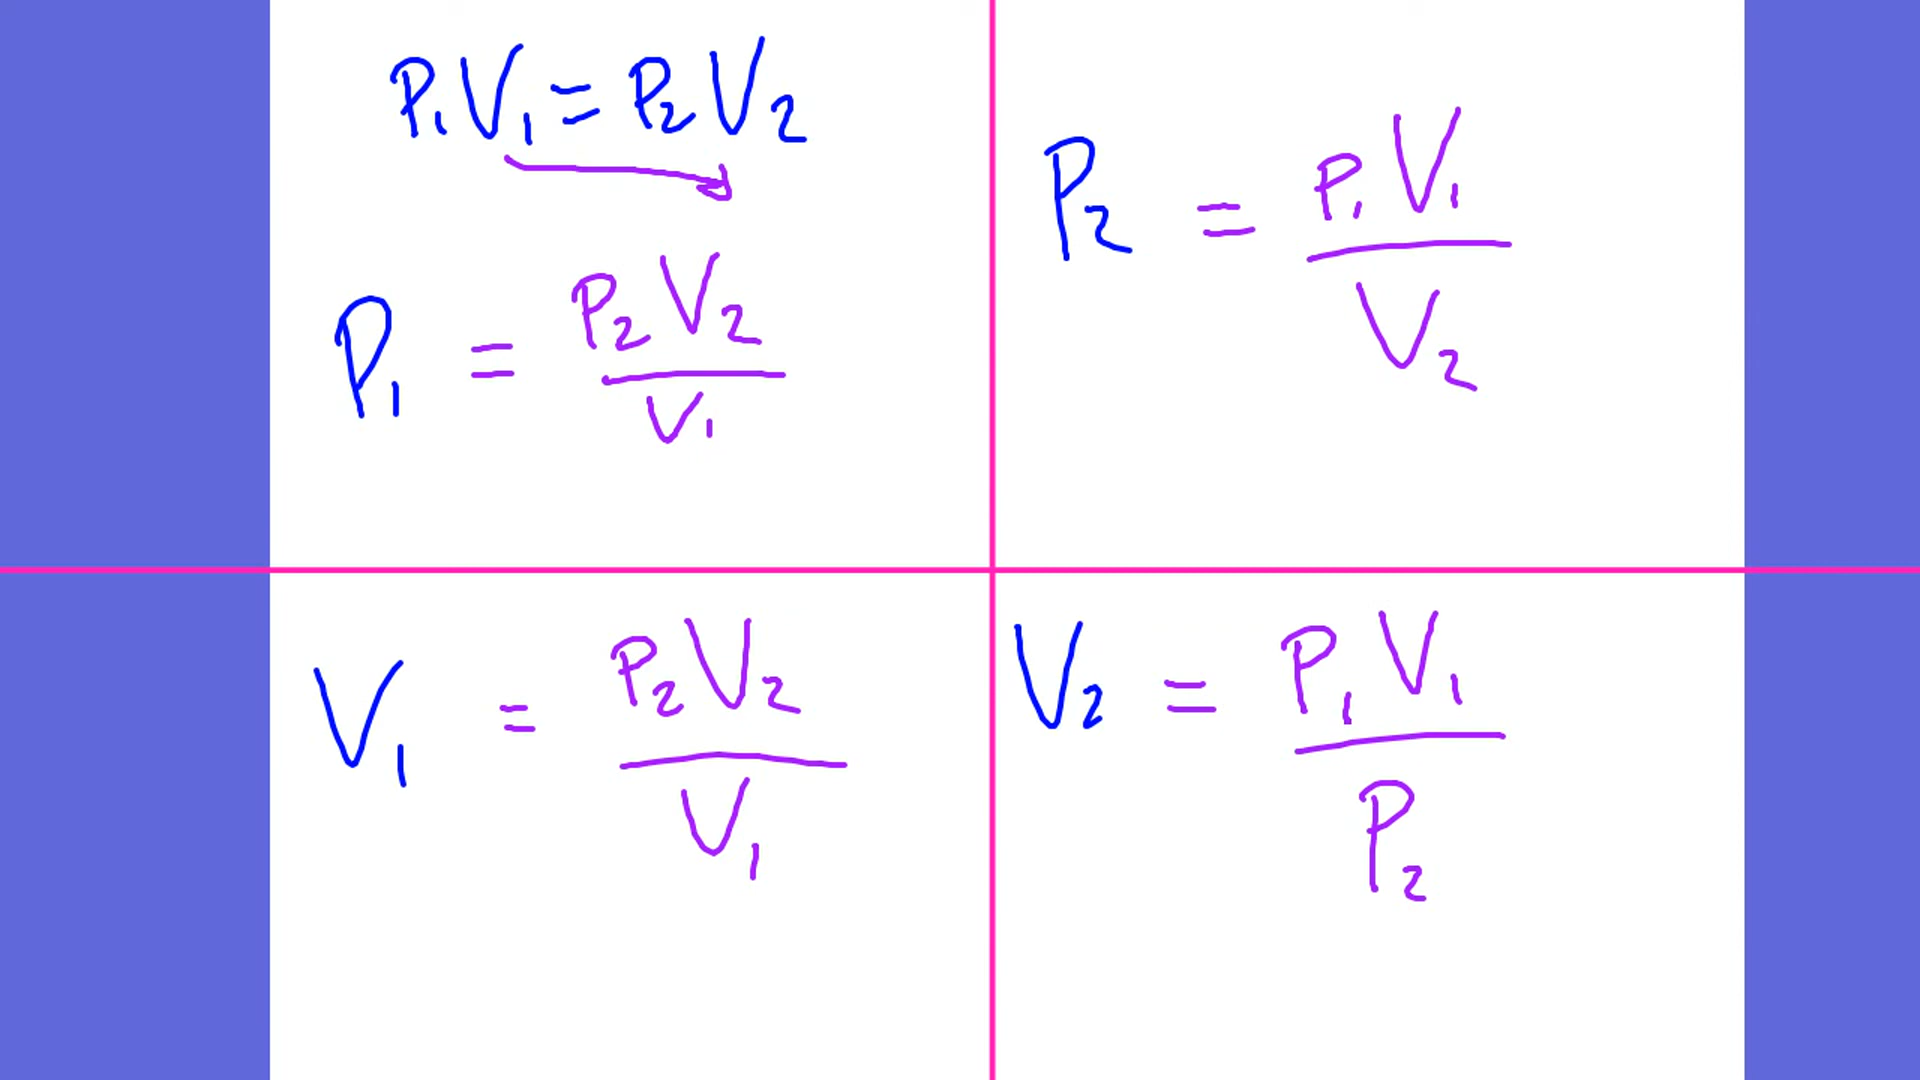 P₁V₁ = P₂V₂
P₁ = P₂V₂ / V₁
P₂ = P₁V₁ / V₂
V₁ = P₂V₂ / V₁
V₂ = P₁V₁ / P₂